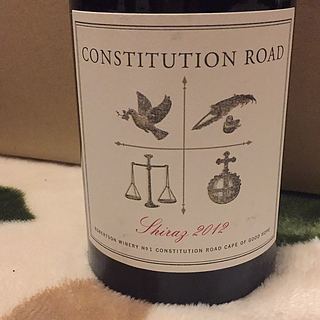 CONSTITUTION ROAD
Shiraz 2012
ROBERTSON WINERY Nº1 CONSTITUTION ROAD CAPE OF GOOD HOPE